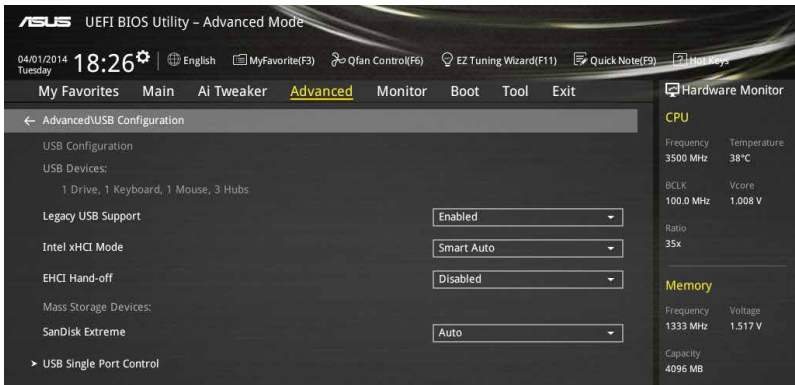 ASUS UEFI BIOS Utility – Advanced Mode
04/01/2014 Tuesday 18:26 English MyFavorite(F3) Qfan Control(F6) EZ Tuning Wizard(F11) Quick Note(F9) ? Hot Keys
My Favorites Main Ai Tweaker Advanced Monitor Boot Tool Exit
Hardware Monitor
← Advanced\USB Configuration
USB Configuration
USB Devices:
1 Drive, 1 Keyboard, 1 Mouse, 3 Hubs
Legacy USB Support Enabled
Intel xHCI Mode Smart Auto
EHCI Hand-off Disabled
Mass Storage Devices:
SanDisk Extreme Auto
> USB Single Port Control
CPU
Frequency Temperature
3500 MHz 38°C
BCLK Vcore
100.0 MHz 1.008 V
Ratio
35x
Memory
Frequency Voltage
1333 MHz 1.517 V
Capacity
4096 MB